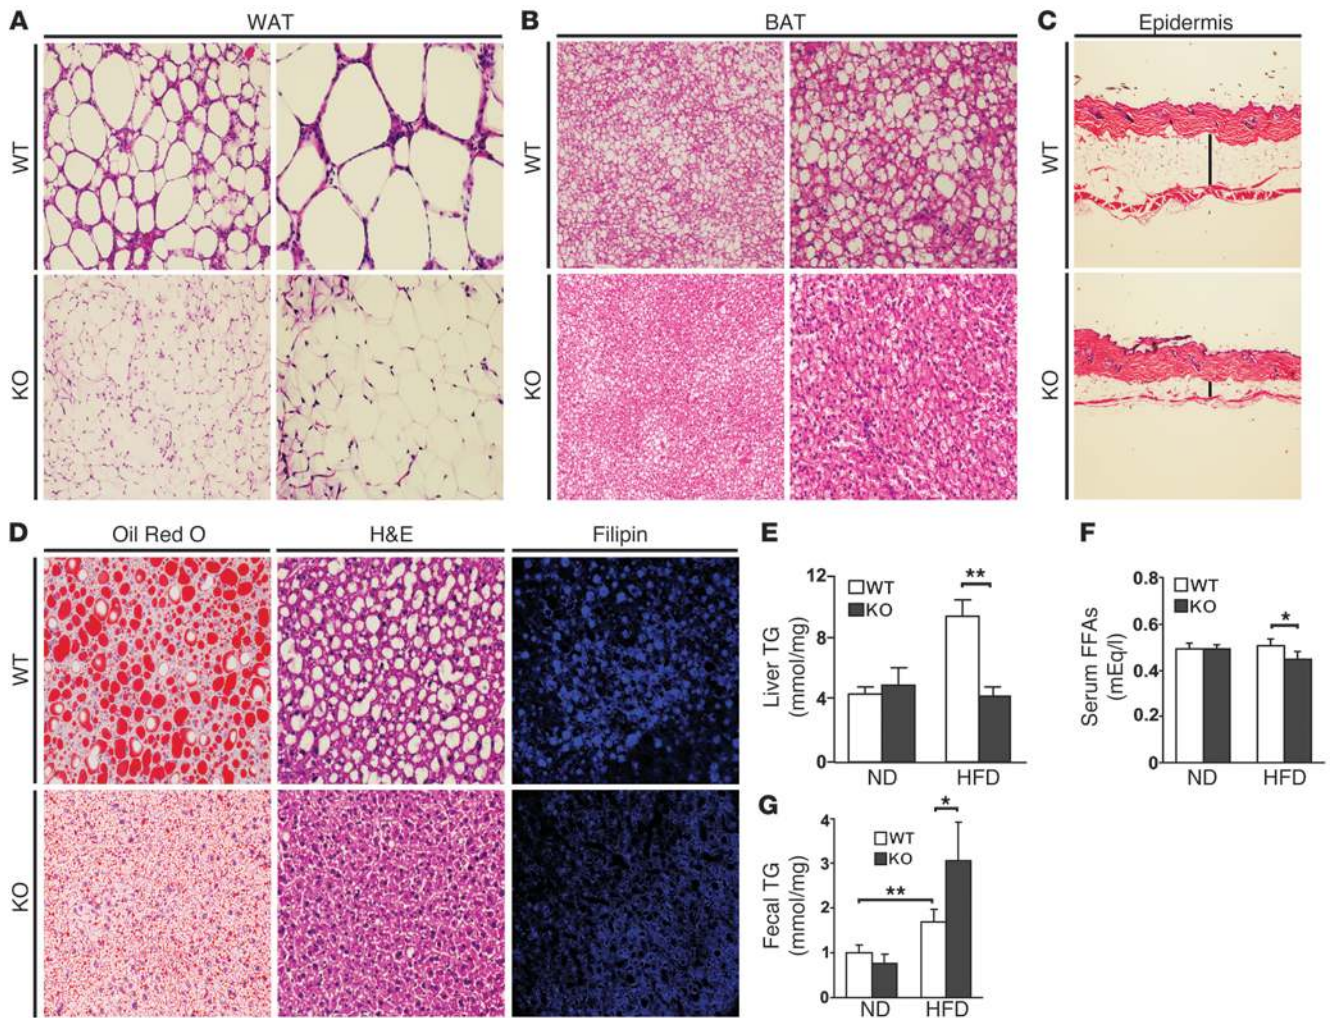 A
WAT
WT
KO
B
BAT
WT
KO
C
Epidermis
WT
KO
D
Oil Red O
H&E
Filipin
WT
KO
E
Liver TG
(mmol/mg)
12
8
4
0
WT
KO
**
ND
HFD
F
Serum FFAs
(mEq/l)
0.8
0.6
0.4
0.2
0
WT
KO
*
ND
HFD
G
Fecal TG
(mmol/mg)
4
3
2
1
0
WT
KO
**
*
ND
HFD